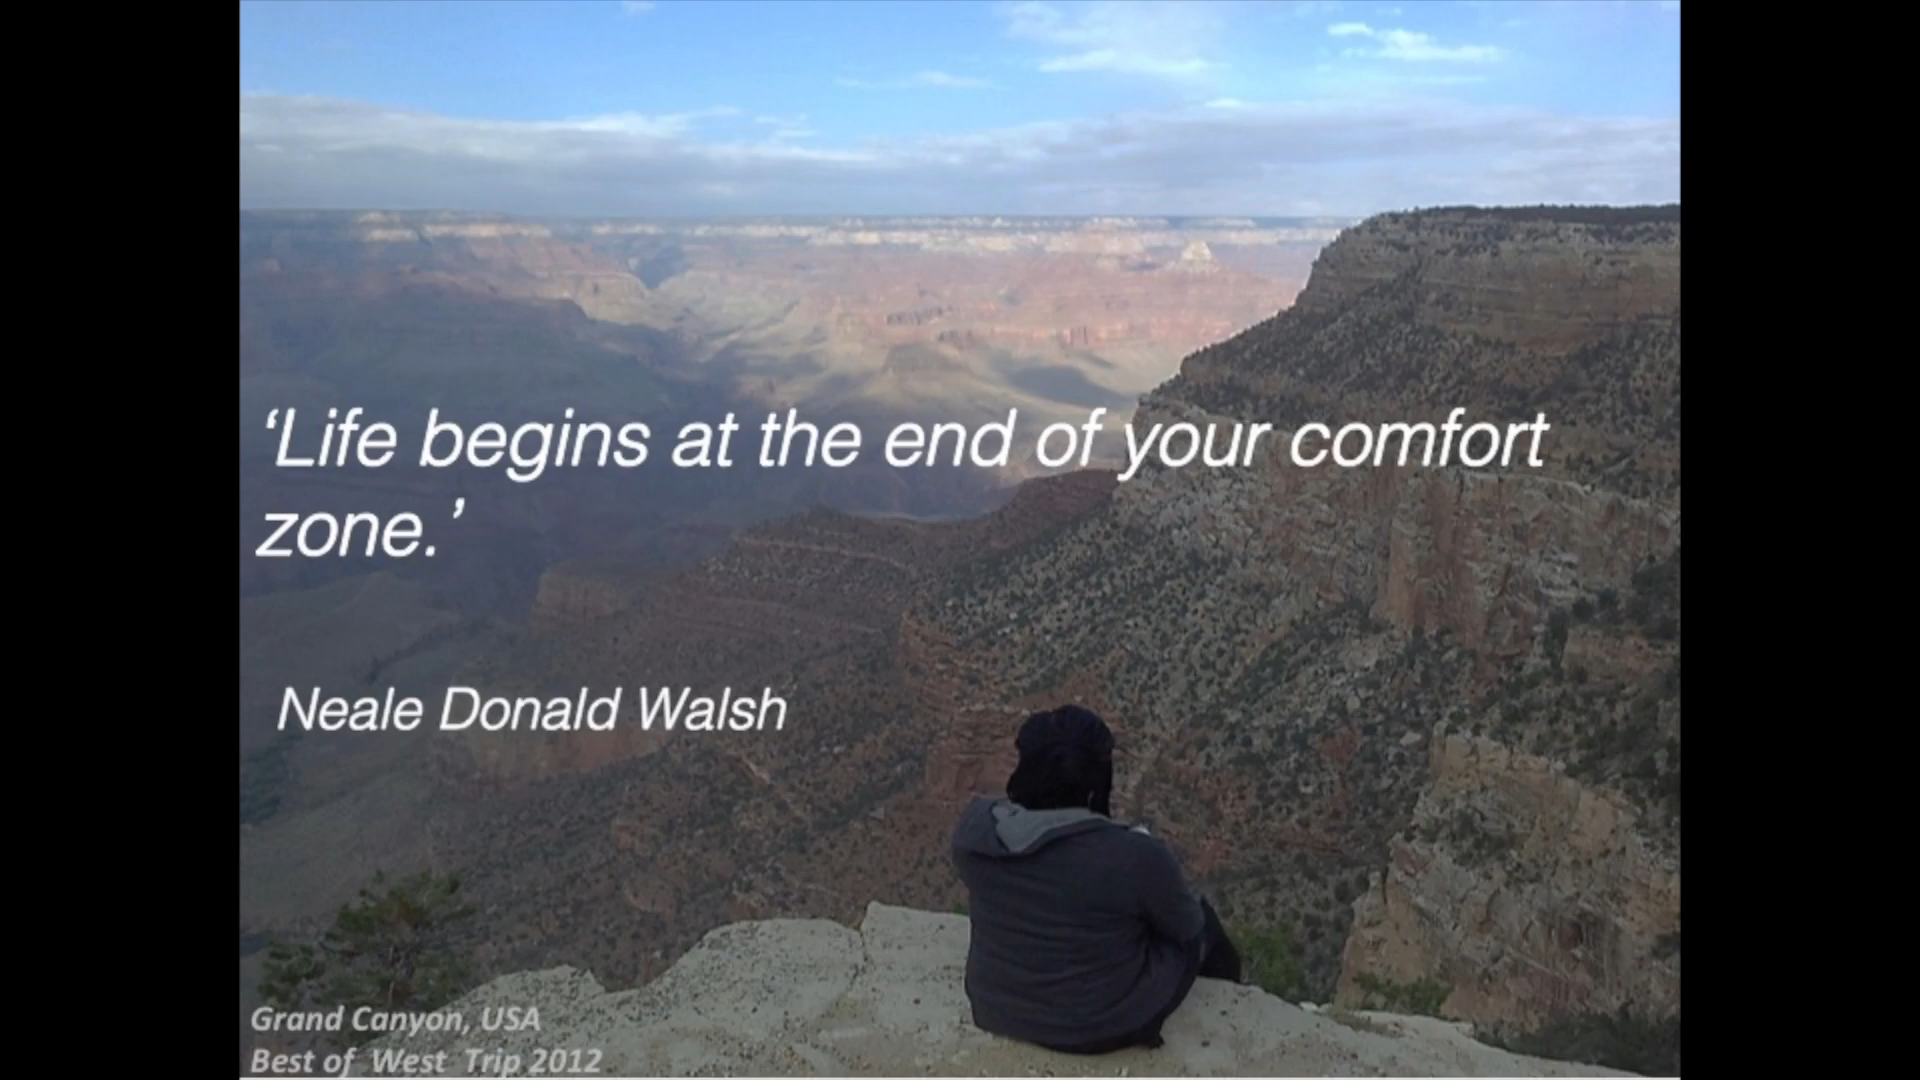 ‘Life begins at the end of your comfort
zone.’
Neale Donald Walsh
Grand Canyon, USA
Best of West Trip 2012